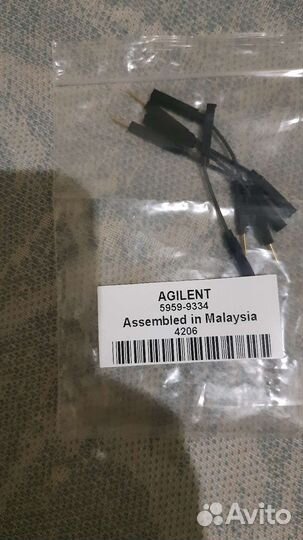 AGILENT
5959-9334
Assembled in Malaysia
4206
Avito